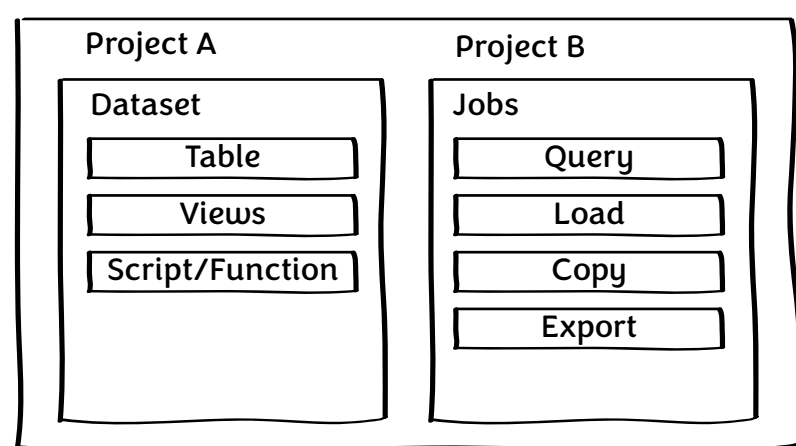 Project A
Dataset
Table
Views
Script/Function
Project B
Jobs
Query
Load
Copy
Export